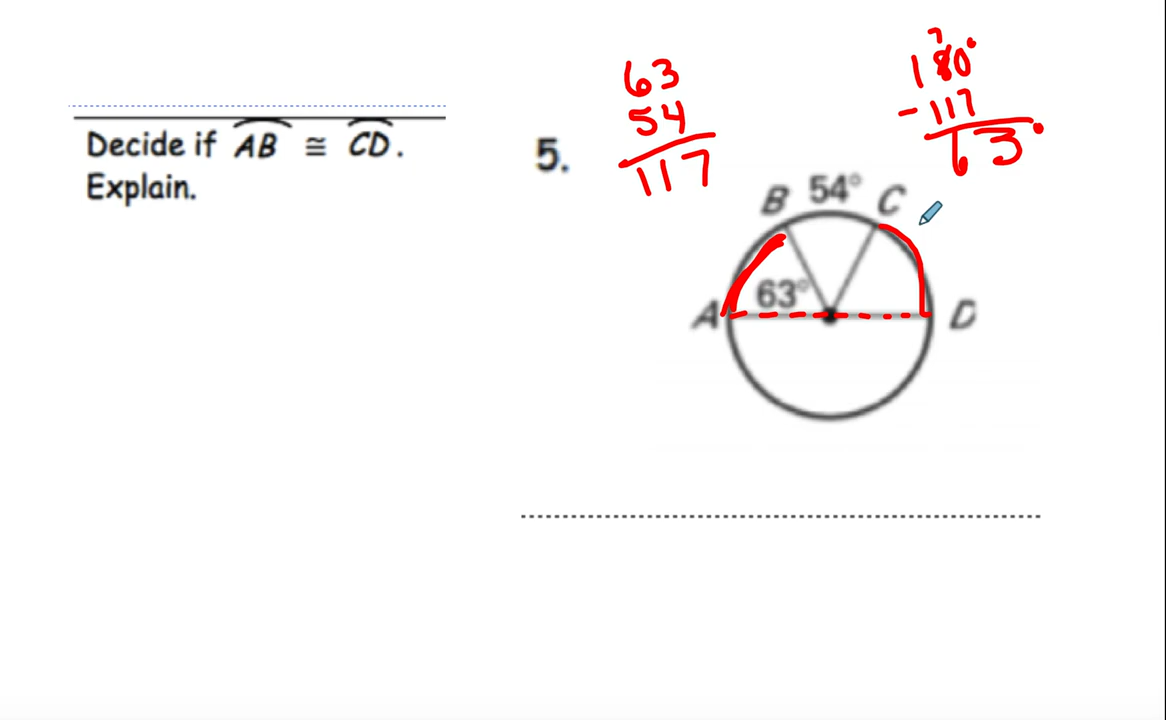 Decide if AB ≅ CD.
Explain.
5.
63
54
117
7
180°
-117
63°
B 54° C
63°
A D